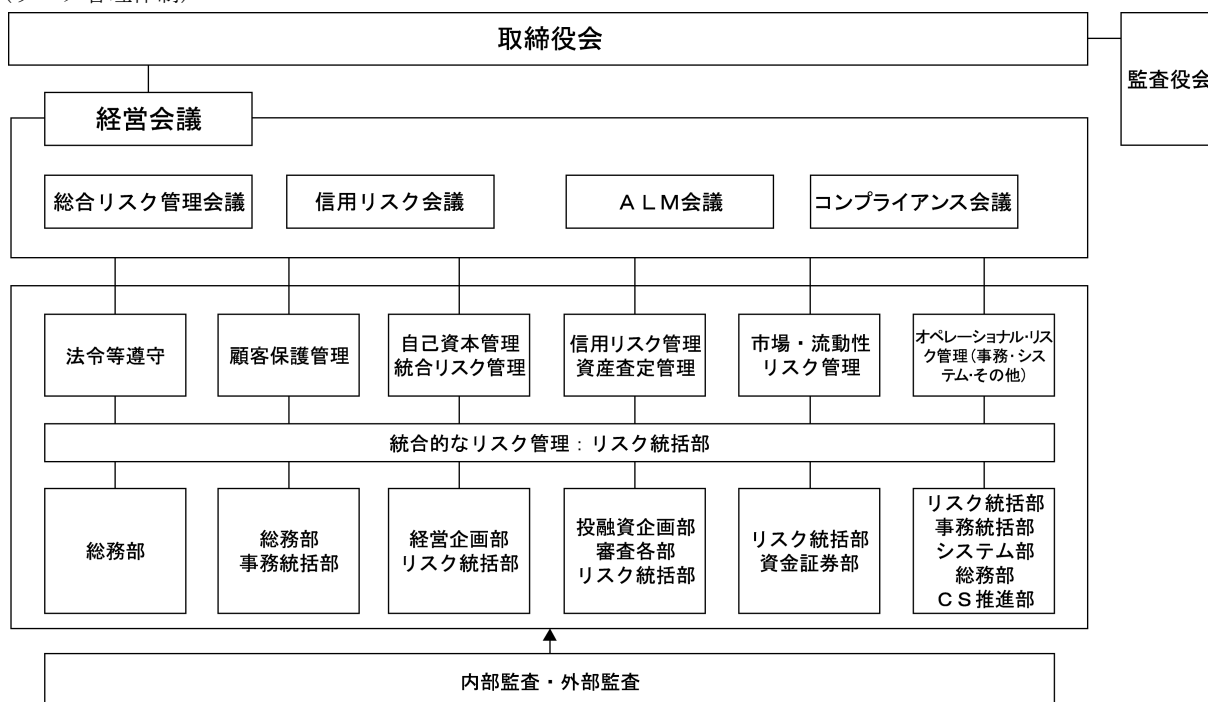 取締役会
監査役会
経営会議
総合リスク管理会議
信用リスク会議
ＡＬＭ会議
コンプライアンス会議
法令等遵守
顧客保護管理
自己資本管理
統合リスク管理
信用リスク管理
資産査定管理
市場・流動性
リスク管理
オペレーショナル・リス
ク管理（事務・シス
テム・その他）
統合的なリスク管理：リスク統括部
総務部
総務部
事務統括部
経営企画部
リスク統括部
投融資企画部
審査各部
リスク統括部
リスク統括部
資金証券部
リスク統括部
事務統括部
システム部
総務部
ＣＳ推進部
内部監査・外部監査